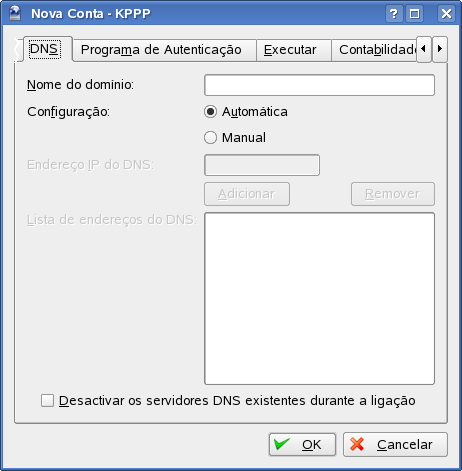 Nova Conta - KPPP
DNS Programa de Autenticação Executar Contabilidade
Nome do domínio:
Configuração: Automática
Manual
Endereço IP do DNS:
Adicionar Remover
Lista de endereços do DNS:
Desactivar os servidores DNS existentes durante a ligação
OK Cancelar